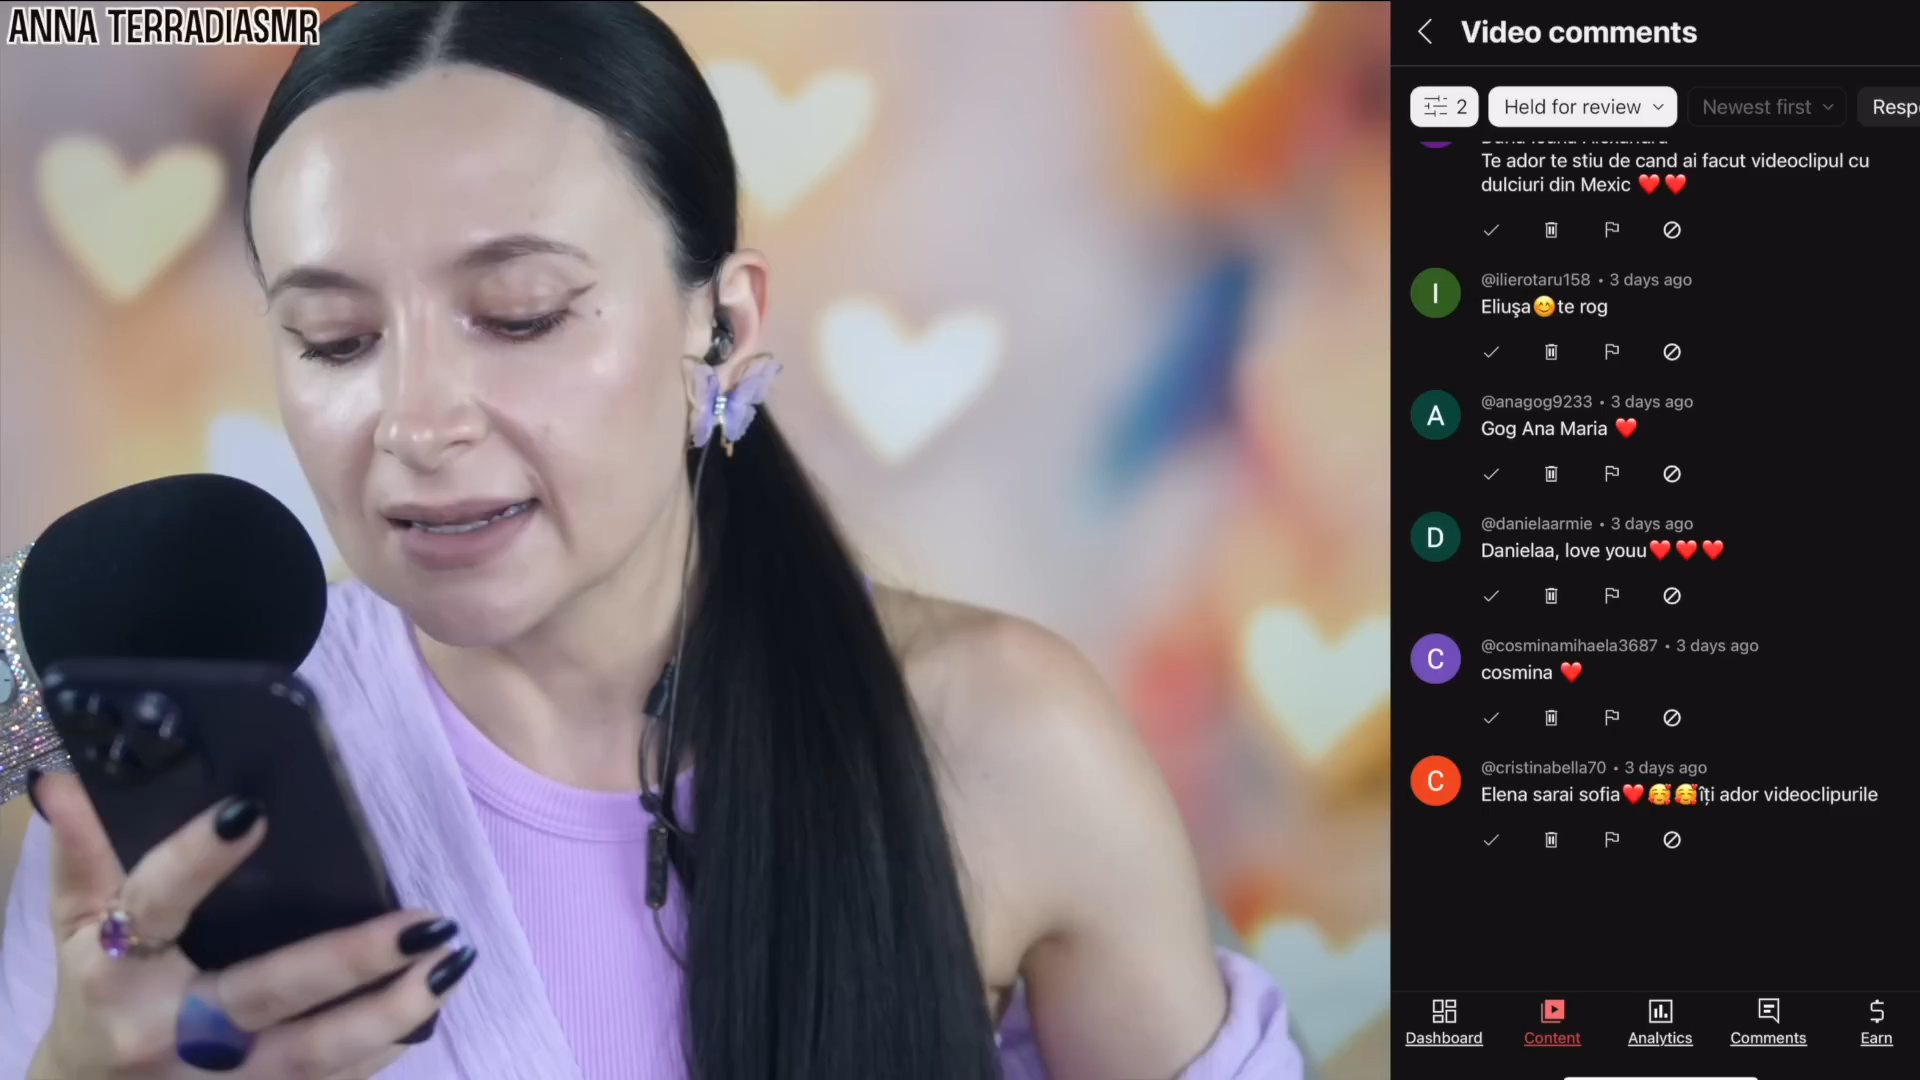 ANNA TERRADIASMR
Video comments
2
Held for review
Newest first
Te ador te stiu de cand ai facut videoclipul cu
dulciuri din Mexic ❤️❤️
@ilierotaru158 • 3 days ago
Eliuşa😊te rog
@anagog9233 • 3 days ago
Gog Ana Maria ❤️
@danielaarmie • 3 days ago
Danielaa, love youu❤️❤️❤️
@cosminamihaela3687 • 3 days ago
cosmina ❤️
@cristinabella70 • 3 days ago
Elena sarai sofia❤️🥰🥰îți ador videoclipurile
I
A
D
C
C
Dashboard
Content
Analytics
Comments
Earn